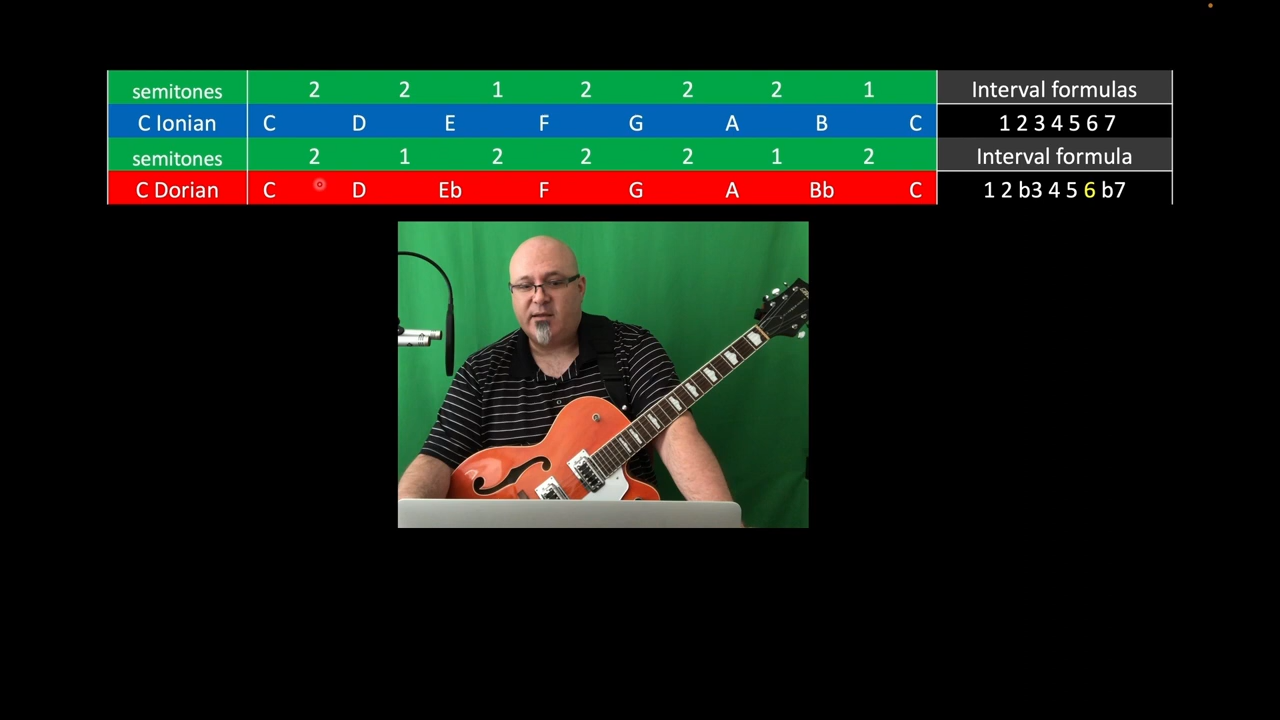 semitones 2 2 1 2 2 2 1 Interval formulas
C Ionian C D E F G A B C 1 2 3 4 5 6 7
semitones 2 1 2 2 2 1 2 Interval formula
C Dorian C D Eb F G A Bb C 1 2 b3 4 5 6 b7